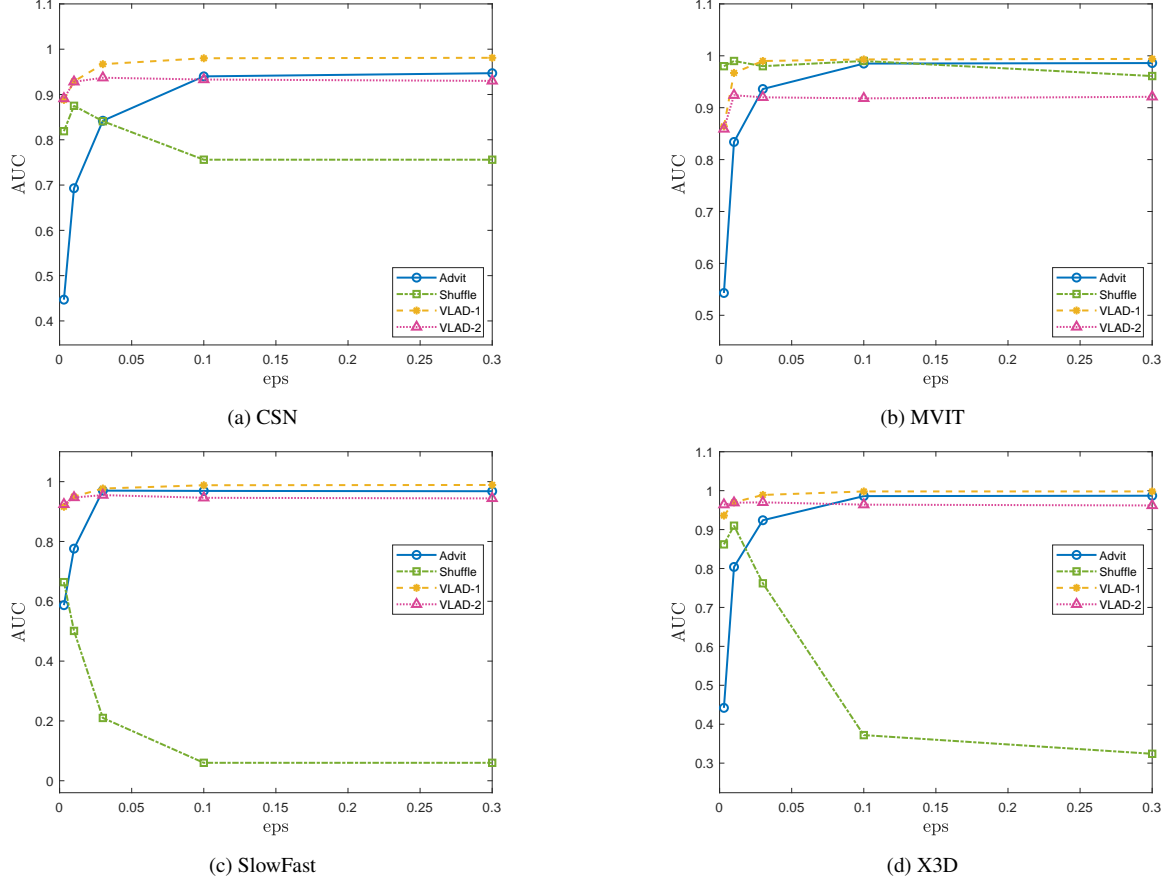 1.1
1
0.9
0.8
0.7
0.6
0.5
0.4
AUC
0 0.05 0.1 0.15 0.2 0.25 0.3
eps
Advit
Shuffle
VLAD-1
VLAD-2
(a) CSN
1.1
1
0.9
0.8
0.7
0.6
0.5
AUC
0 0.05 0.1 0.15 0.2 0.25 0.3
eps
Advit
Shuffle
VLAD-1
VLAD-2
(b) MVIT
1
0.8
0.6
0.4
0.2
0
AUC
0 0.05 0.1 0.15 0.2 0.25 0.3
eps
Advit
Shuffle
VLAD-1
VLAD-2
(c) SlowFast
1.1
1
0.9
0.8
0.7
0.6
0.5
0.4
0.3
AUC
0 0.05 0.1 0.15 0.2 0.25 0.3
eps
Advit
Shuffle
VLAD-1
VLAD-2
(d) X3D